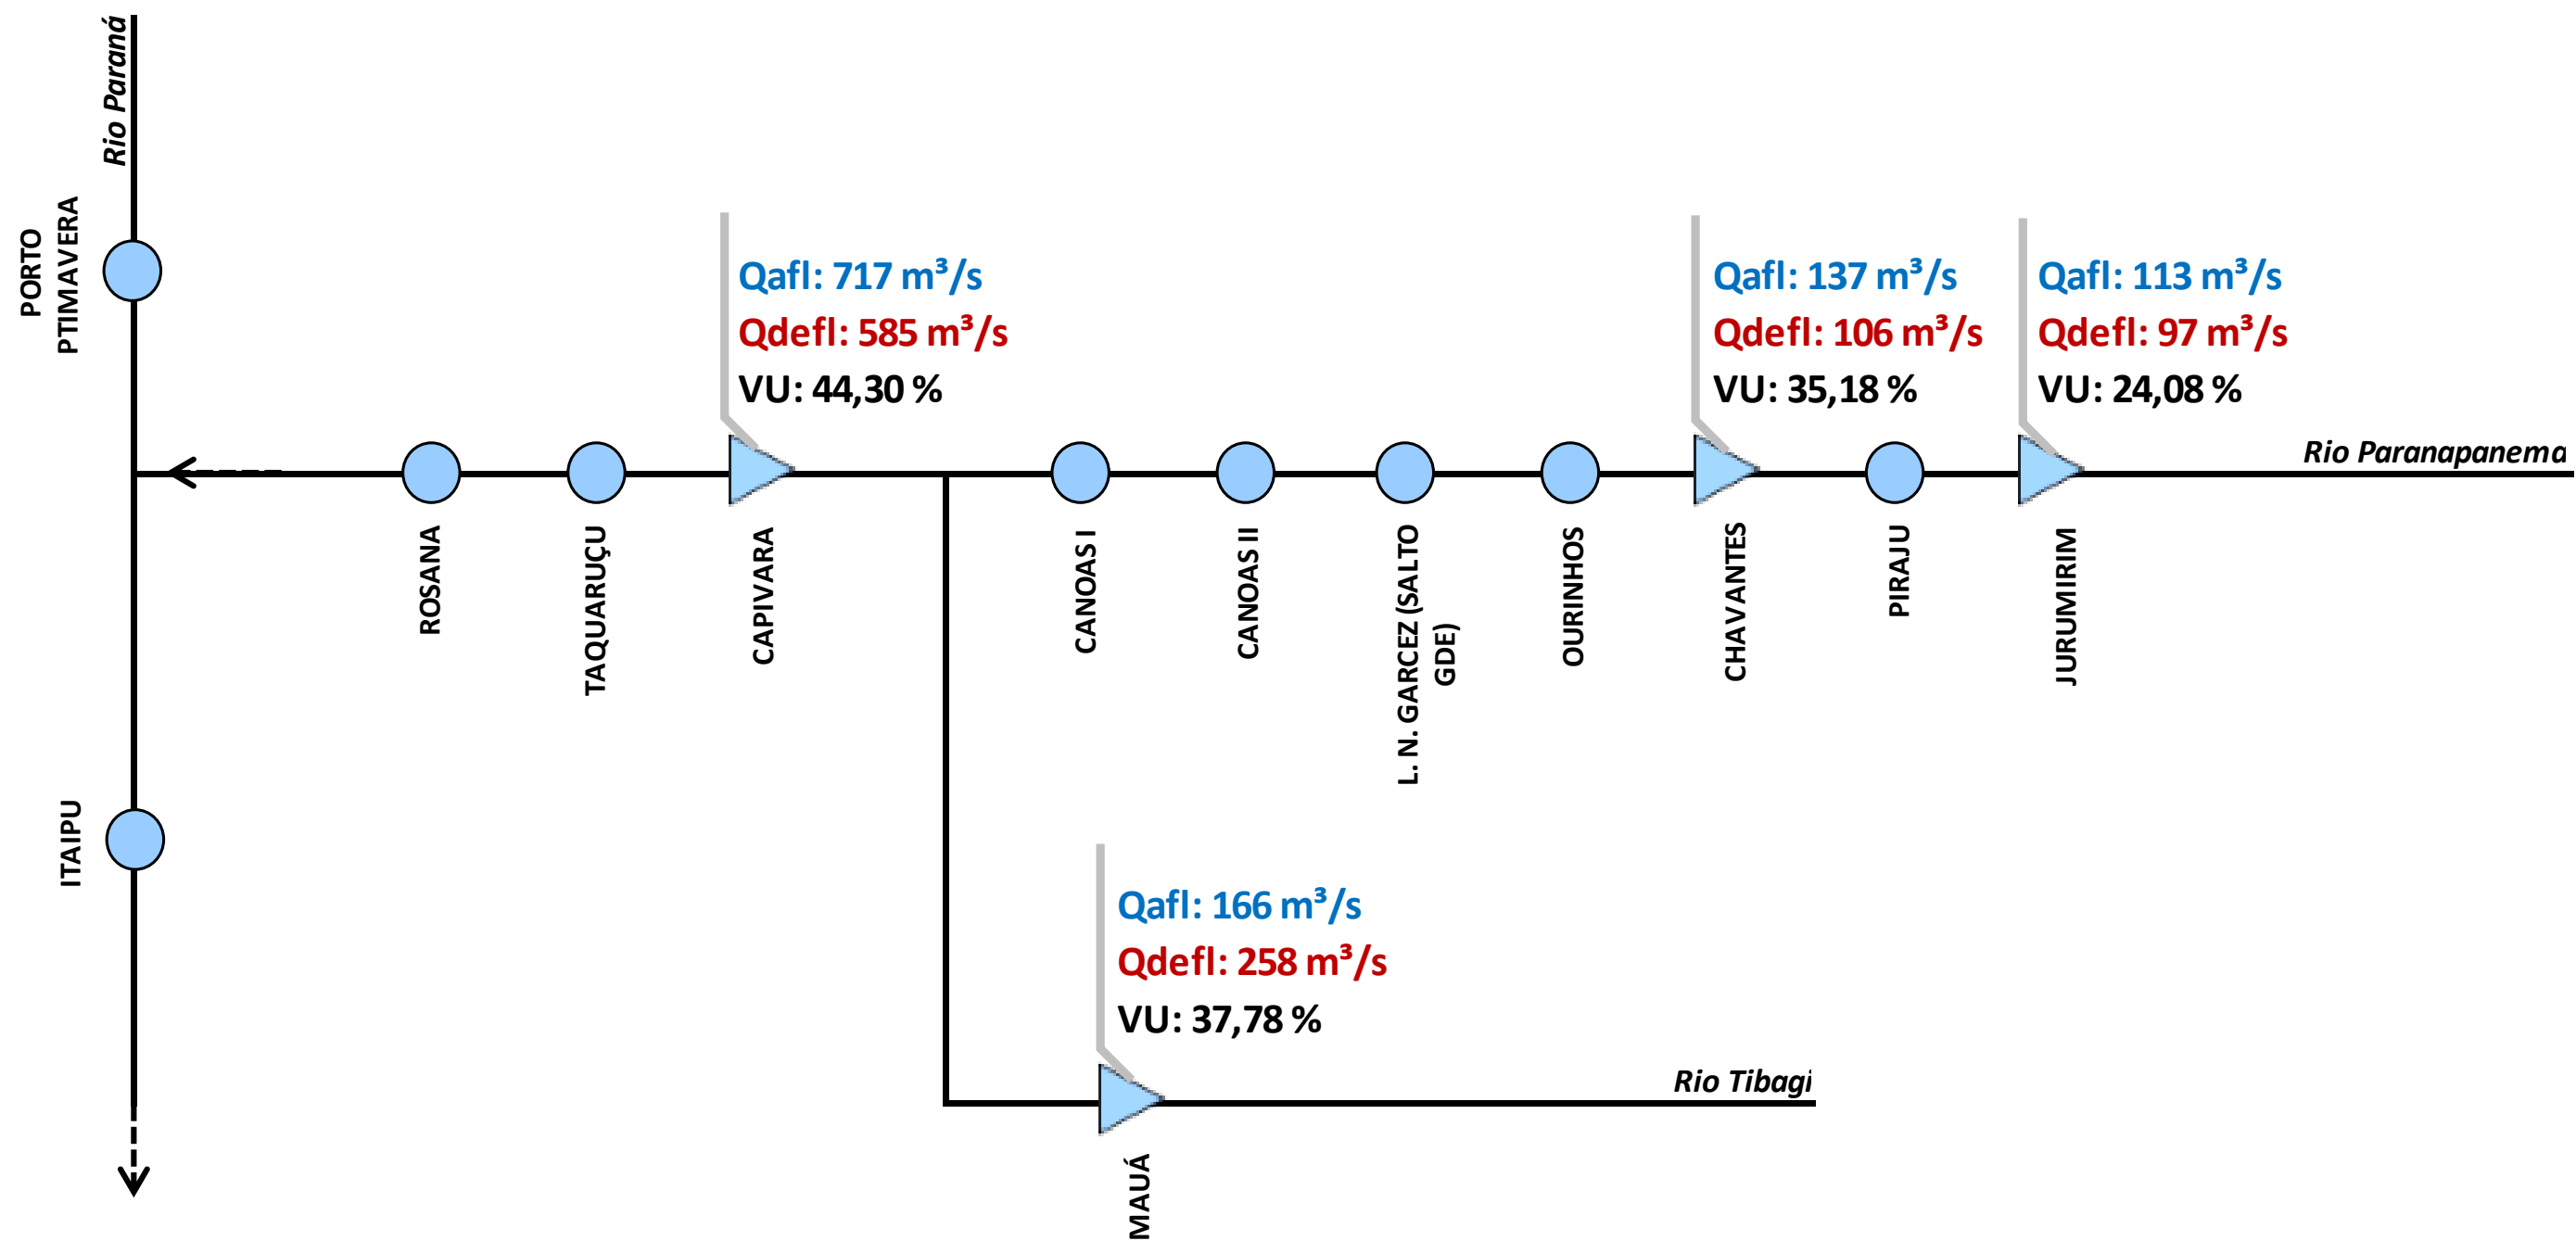 Rio Paraná
PORTO
PTIMAVERA
Qafl: 717 m³/s
Qdefl: 585 m³/s
VU: 44,30 %
Qafl: 137 m³/s
Qdefl: 106 m³/s
VU: 35,18 %
Qafl: 113 m³/s
Qdefl: 97 m³/s
VU: 24,08 %
Rio Paranapanema
ROSANA
TAQUARUÇU
CAPIVARA
CANOAS I
CANOAS II
L. N. GARCEZ (SALTO
GDE)
OURINHOS
CHAVANTES
PIRAJU
JURUMIRIM
ITAIPU
Qafl: 166 m³/s
Qdefl: 258 m³/s
VU: 37,78 %
Rio Tibagi
MAUÁ